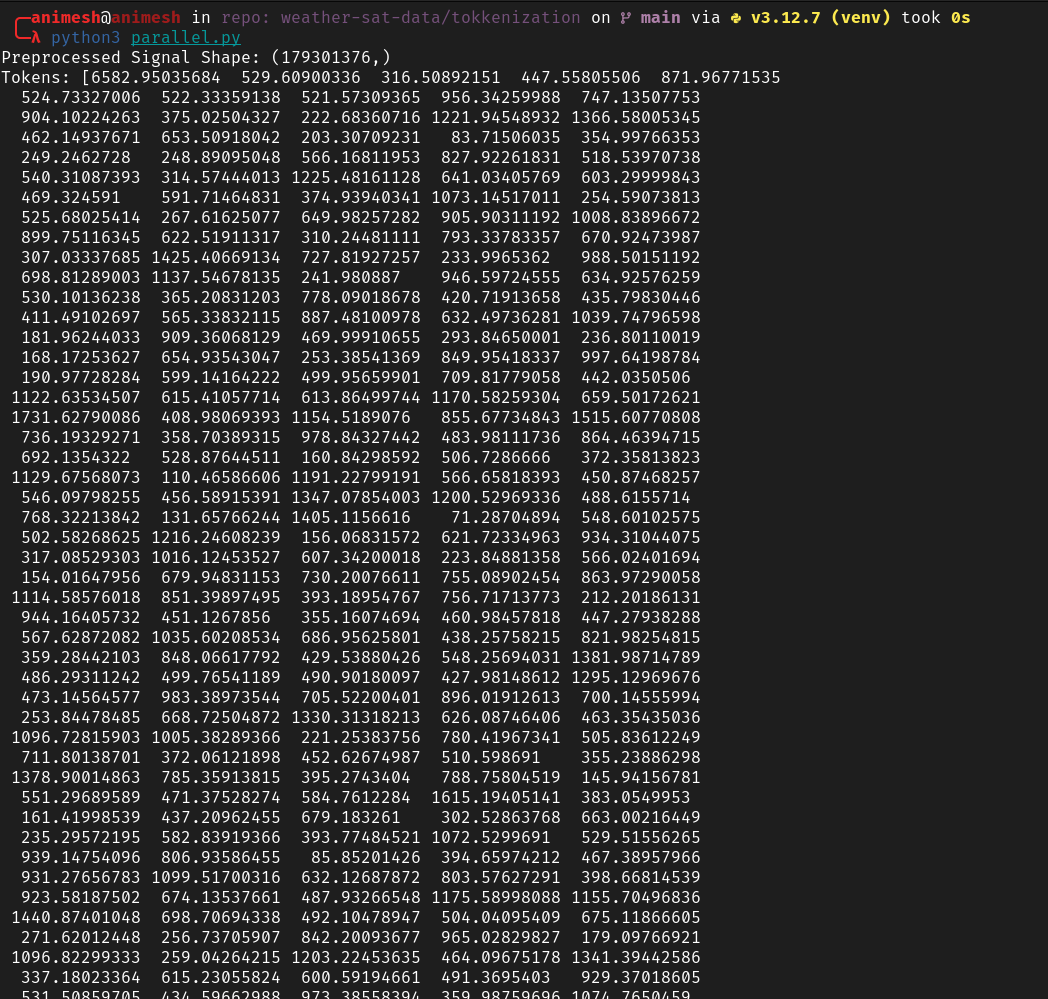 ╭─animesh@animesh in repo: weather-sat-data/tokkenization on main via v3.12.7 (venv) took 0s
╰─λ python3 parallel.py
Preprocessed Signal Shape: (179301376,)
Tokens: [6582.95035684  529.60900336  316.50892151  447.55805506  871.96771535
  524.73327006  522.33359138  521.57309365  956.34259988  747.13507753
  904.10224263  375.02504327  222.68360716 1221.94548932 1366.58005345
  462.14937671  653.50918042  203.30709231   83.71506035  354.99766353
  249.2462728   248.89095048  566.16811953  827.92261831  518.53970738
  540.31087393  314.57444013 1225.48161128  641.03405769  603.29999843
  469.324591    591.71464831  374.93940341 1073.14517011  254.59073813
  525.68025414  267.61625077  649.98257282  905.90311192 1008.83896672
  899.75116345  622.51911317  310.24481111  793.33783357  670.92473987
  307.03337685 1425.40669134  727.81927257  233.9965362   988.50151192
  698.81289003 1137.54678135  241.980887    946.59724555  634.92576259
  530.10136238  365.20831203  778.09018678  420.71913658  435.79830446
  411.49102697  565.33832115  887.48100978  632.49736281 1039.74796598
  181.96244033  909.36068129  469.99910655  293.84650001  236.80110019
  168.17253627  654.93543047  253.38541369  849.95418337  997.64198784
  190.97728284  599.14164222  499.95659901  709.81779058  442.0350506
 1122.63534507  615.41057714  613.86499744 1170.58259304  659.50172621
 1731.62790086  408.98069393 1154.5189076   855.67734843 1515.60770808
  736.19329271  358.70389315  978.84327442  483.98111736  864.46394715
  692.1354322   528.87644511  160.84298592  506.7286666   372.35813823
 1129.67568073  110.46586606 1191.22799191  566.65818393  450.87468257
  546.09798255  456.58915391 1347.07854003 1200.52969336  488.6155714
  768.32213842  131.65766244 1405.1156616    71.28704894  548.60102575
  502.58268625 1216.24608239  156.06831572  621.72334963  934.31044075
  317.08529303 1016.12453527  607.34200018  223.84881358  566.02401694
  154.01647956  679.94831153  730.20076611  755.08902454  863.97290058
 1114.58576018  851.39897495  393.18954767  756.71713773  212.20186131
  944.16405732  451.1267856   355.16074694  460.98457818  447.27938288
  567.62872082 1035.60208534  686.95625801  438.25758215  821.98254815
  359.28442103  848.06617792  429.53880426  548.25694031 1381.98714789
  486.29311242  499.76541189  490.90180097  427.98148612 1295.12969676
  473.14564577  983.38973544  705.52200401  896.01912613  700.14555994
  253.84478485  668.72504872 1330.31318213  626.08746406  463.35435036
 1096.72815903 1005.38289366  221.25383756  780.41967341  505.83612249
  711.80138701  372.06121898  452.62674987  510.598691    355.23886298
 1378.90014863  785.35913815  395.2743404   788.75804519  145.94156781
  551.29689589  471.37528274  584.7612284  1615.19405141  383.0549953
  161.41998539  437.20962455  679.183261    302.52863768  663.00216449
  235.29572195  582.83919366  393.77484521 1072.5299691   529.51556265
  939.14754096  806.93586455   85.85201426  394.65974212  467.38957966
  931.27656783 1099.51700316  632.12687872  803.57627291  398.66814539
  923.58187502  674.13537661  487.93266548 1175.58998088 1155.70496836
 1440.87401048  698.70694338  492.10478947  504.04095409  675.11866605
  271.62012448  256.73705907  842.20093677  965.02829827  179.09766921
 1096.82299333  259.04264215 1203.22453635  464.09675178 1341.39442586
  337.18023364  615.23055824  600.59194661  491.3695403   929.37018605
  531.50859705  434.59662988  973.38558394  359.98759696 1074.7650459